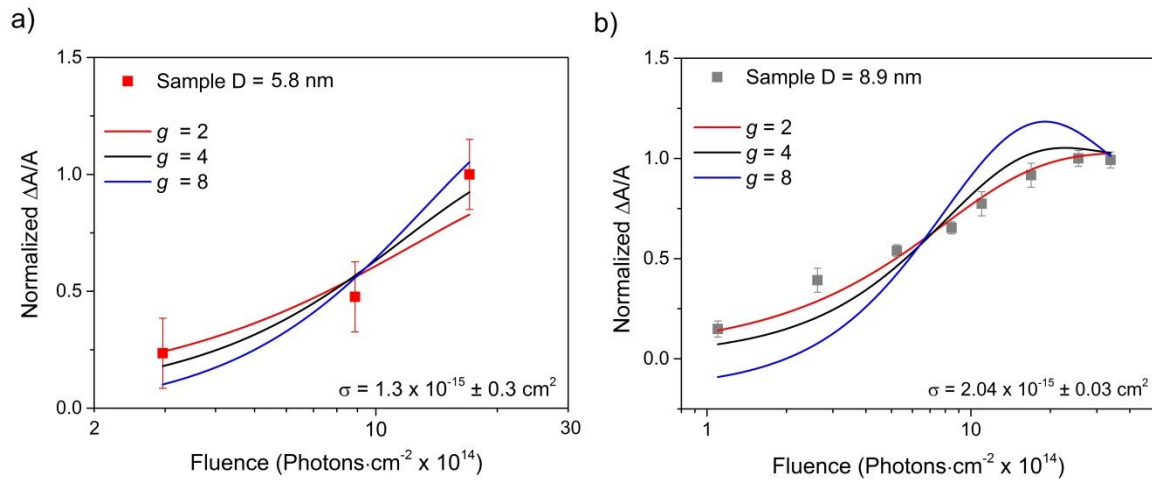 a)
Normalized ΔA/A
1.5
1.0
0.5
0.0
Sample D = 5.8 nm
g = 2
g = 4
g = 8
σ = 1.3 x 10⁻¹⁵ ± 0.3 cm²
2
10
30
Fluence (Photons·cm⁻² x 10¹⁴)
b)
Normalized ΔA/A
1.5
1.0
0.5
0.0
Sample D = 8.9 nm
g = 2
g = 4
g = 8
σ = 2.04 x 10⁻¹⁵ ± 0.03 cm²
1
10
Fluence (Photons·cm⁻² x 10¹⁴)